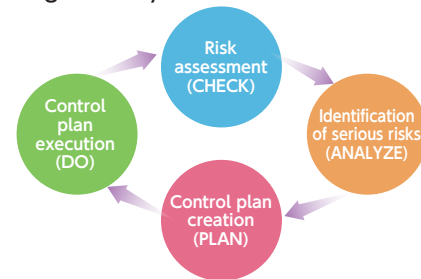 Risk
assessment
(CHECK)
Identification
of serious risks
(ANALYZE)
Control plan
creation
(PLAN)
Control
plan
execution
(DO)